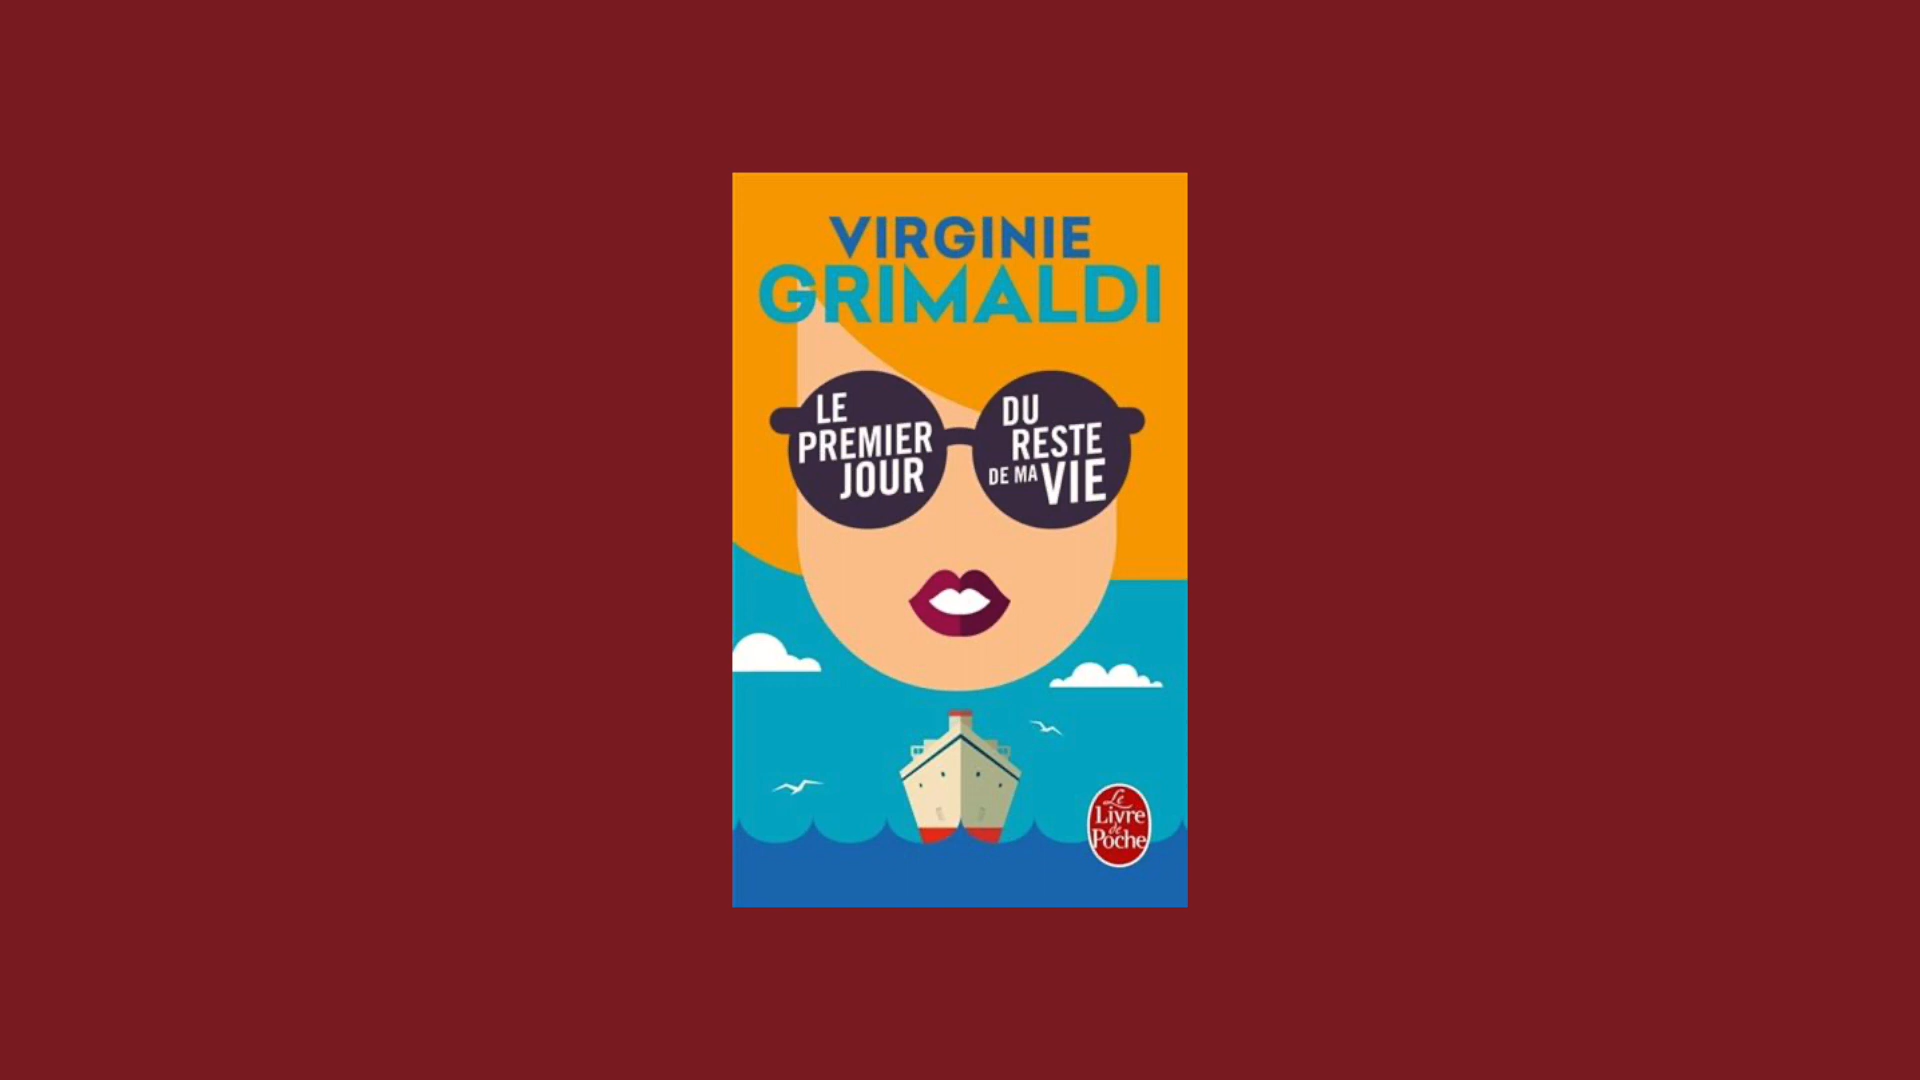 VIRGINIE
GRIMALDI
LE
PREMIER
JOUR
DU
RESTE
DE MA VIE
Le
Livre
de
Poche